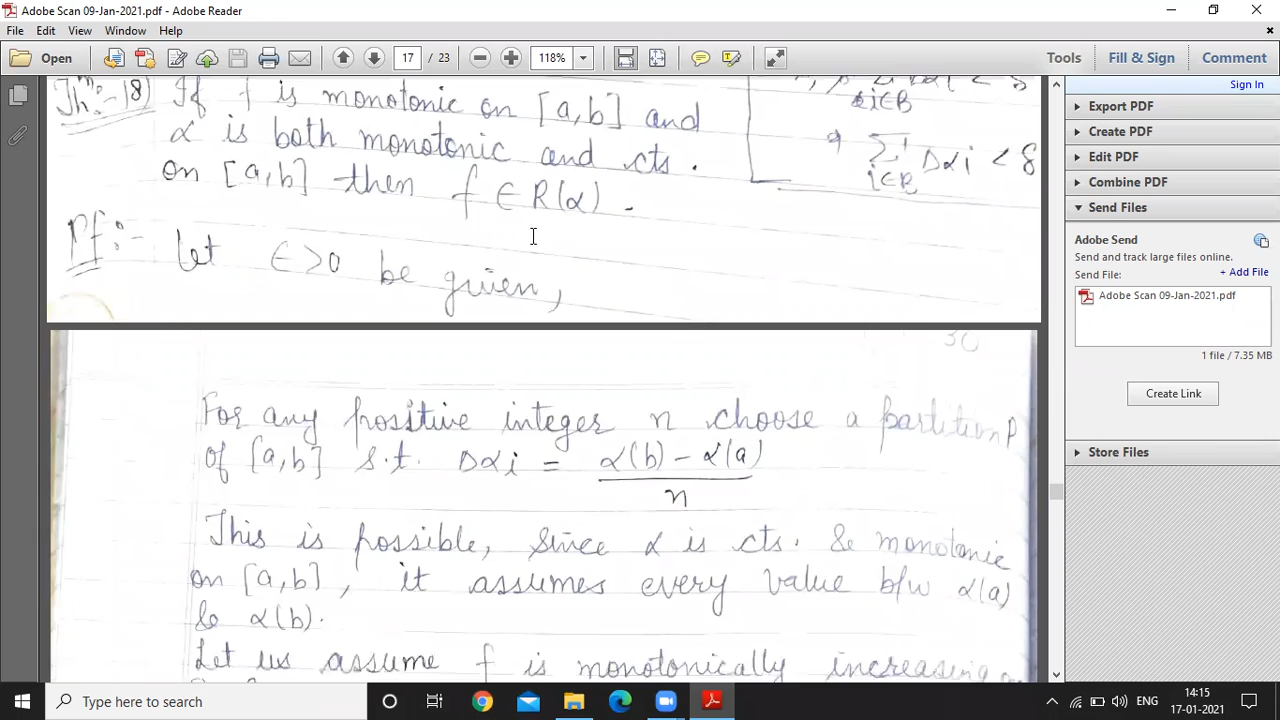 Adobe Scan 09-Jan-2021.pdf - Adobe Reader
File Edit View Window Help
Open 17 / 23 118% Tools Fill & Sign Comment
Thm:-18) If f is monotonic on [a,b] and
α is both monotonic and cts.
on [a,b] then f ∈ R(α).
i∈B
⇒ Σ Δαi < δ
i∈B
Pf:- Let ∈>0 be given,
30
For any positive integer n choose a partition P
of [a,b] s.t. Δαi = α(b) - α(a)
n
This is possible, since α is cts. & monotonic
on [a,b], it assumes every value b/w α(a)
& α(b).
Let us assume f is monotonically increasing on
Sign In
Export PDF
Create PDF
Edit PDF
Combine PDF
Send Files
Adobe Send
Send and track large files online.
Send File: + Add File
Adobe Scan 09-Jan-2021.pdf
1 file / 7.35 MB
Create Link
Store Files
Type here to search
ENG
14:15
17-01-2021